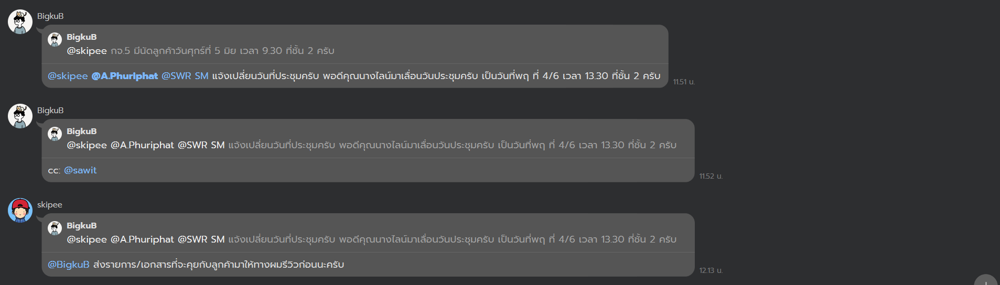 BigkuB
BigkuB
@skipee กจ.5 มีนัดลูกค้าวันศุกร์ที่ 5 มิย เวลา 9.30 ที่ชั้น 2 ครับ
@skipee @A.Phuriphat @SWR SM แจ้งเปลี่ยนวันที่ประชุมครับ พอดีคุณนางไลน์มาเลื่อนวันประชุมครับ เป็นวันที่พฤ ที่ 4/6 เวลา 13.30 ที่ชั้น 2 ครับ
11.51 น.
BigkuB
BigkuB
@skipee @A.Phuriphat @SWR SM แจ้งเปลี่ยนวันที่ประชุมครับ พอดีคุณนางไลน์มาเลื่อนวันประชุมครับ เป็นวันที่พฤ ที่ 4/6 เวลา 13.30 ที่ชั้น 2 ครับ
cc: @sawit
11.52 น.
skipee
BigkuB
@skipee @A.Phuriphat @SWR SM แจ้งเปลี่ยนวันที่ประชุมครับ พอดีคุณนางไลน์มาเลื่อนวันประชุมครับ เป็นวันที่พฤ ที่ 4/6 เวลา 13.30 ที่ชั้น 2 ครับ
@BigkuB ส่งรายการ/เอกสารที่จะคุยกับลูกค้ามาให้ทางผมรีวิวก่อนนะครับ
12.13 น.